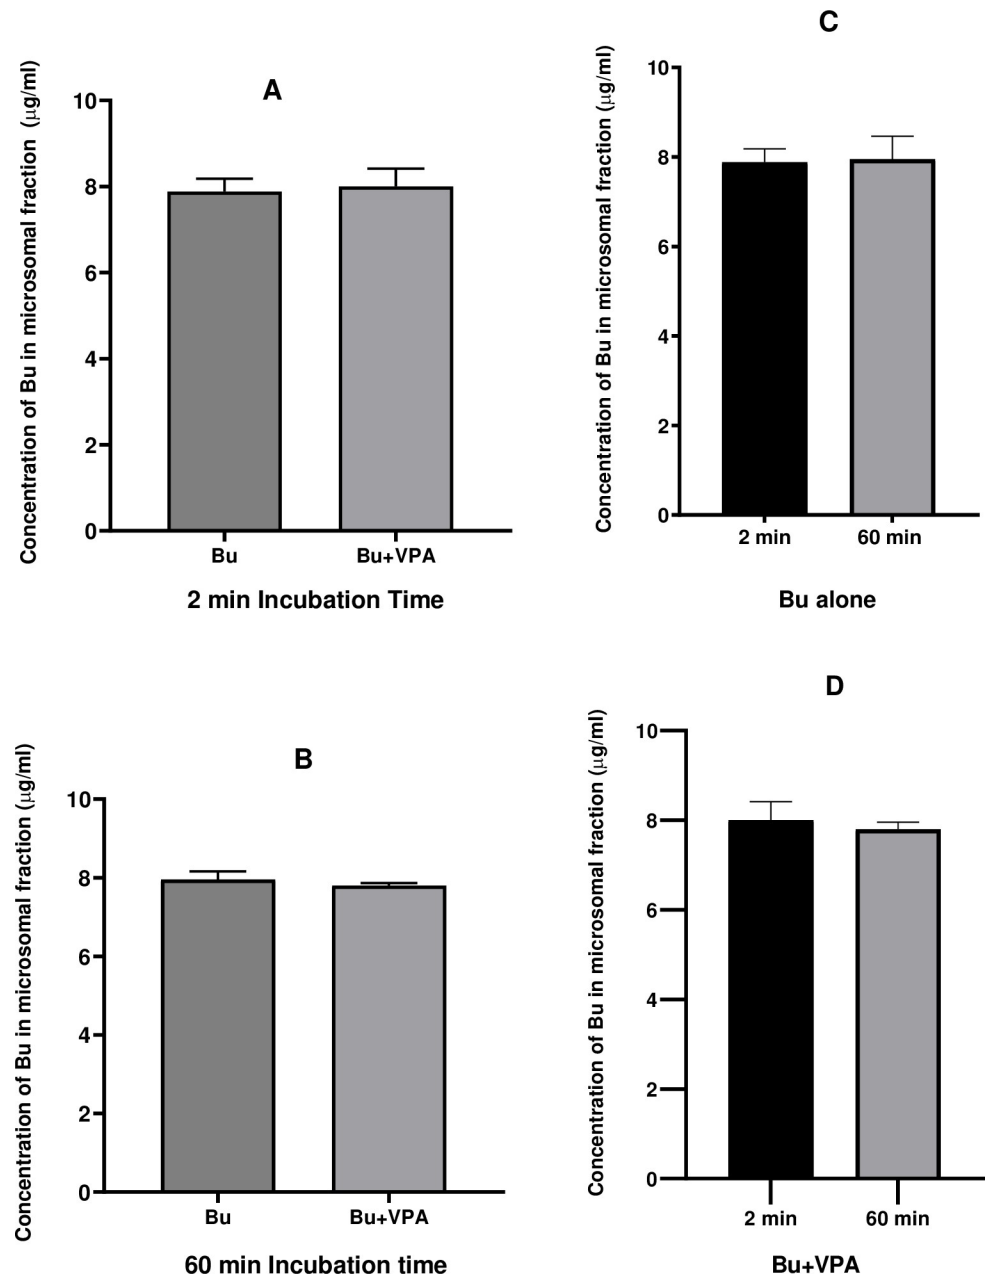 A
Concentration of Bu in microsomal fraction (µg/ml)
10
8
6
4
2
0
Bu Bu+VPA
2 min Incubation Time
C
Concentration of Bu in microsomal fraction (µg/ml)
10
8
6
4
2
0
2 min 60 min
Bu alone
B
Concentration of Bu in microsomal fraction (µg/ml)
10
8
6
4
2
0
Bu Bu+VPA
60 min Incubation time
D
Concentration of Bu in microsomal fraction (µg/ml)
10
8
6
4
2
0
2 min 60 min
Bu+VPA